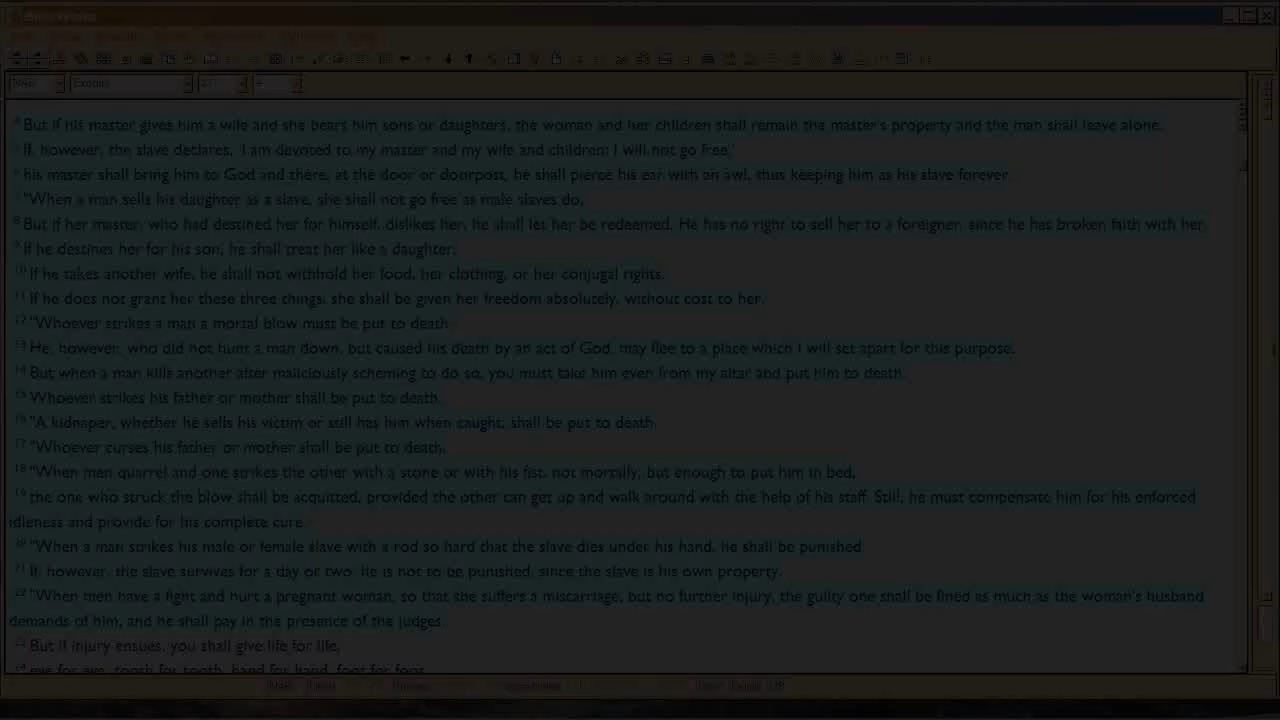 Exodus
4 But if his master gives him a wife and she bears him sons or daughters, the woman and her children shall remain the master's property and the man shall leave alone.
If, however, the slave declares, 'I am devoted to my master and my wife and children; I will not go free,'
his master shall bring him to God and there, at the door or doorpost, he shall pierce his ear with an awl, thus keeping him as his slave forever.
"When a man sells his daughter as a slave, she shall not go free as male slaves do.
8 But if her master, who had destined her for himself, dislikes her, he shall let her be redeemed. He has no right to sell her to a foreigner, since he has broken faith with her.
9 If he destines her for his son, he shall treat her like a daughter.
10 If he takes another wife, he shall not withhold her food, her clothing, or her conjugal rights.
11 If he does not grant her these three things, she shall be given her freedom absolutely, without cost to her.
12 "Whoever strikes a man a mortal blow must be put to death.
13 He, however, who did not hunt a man down, but caused his death by an act of God, may flee to a place which I will set apart for this purpose.
14 But when a man kills another after maliciously scheming to do so, you must take him even from my altar and put him to death.
15 Whoever strikes his father or mother shall be put to death.
16 "A kidnaper, whether he sells his victim or still has him when caught, shall be put to death.
17 "Whoever curses his father or mother shall be put to death.
18 "When men quarrel and one strikes the other with a stone or with his fist, not mortally, but enough to put him in bed,
19 the one who struck the blow shall be acquitted, provided the other can get up and walk around with the help of his staff. Still, he must compensate him for his enforced
idleness and provide for his complete cure.
20 "When a man strikes his male or female slave with a rod so hard that the slave dies under his hand, he shall be punished.
21 If, however, the slave survives for a day or two, he is not to be punished, since the slave is his own property.
22 "When men have a fight and hurt a pregnant woman, so that she suffers a miscarriage, but no further injury, the guilty one shall be fined as much as the woman's husband
demands of him, and he shall pay in the presence of the judges.
23 But if injury ensues, you shall give life for life,
24 eye for eye, tooth for tooth, hand for hand, foot for foot,